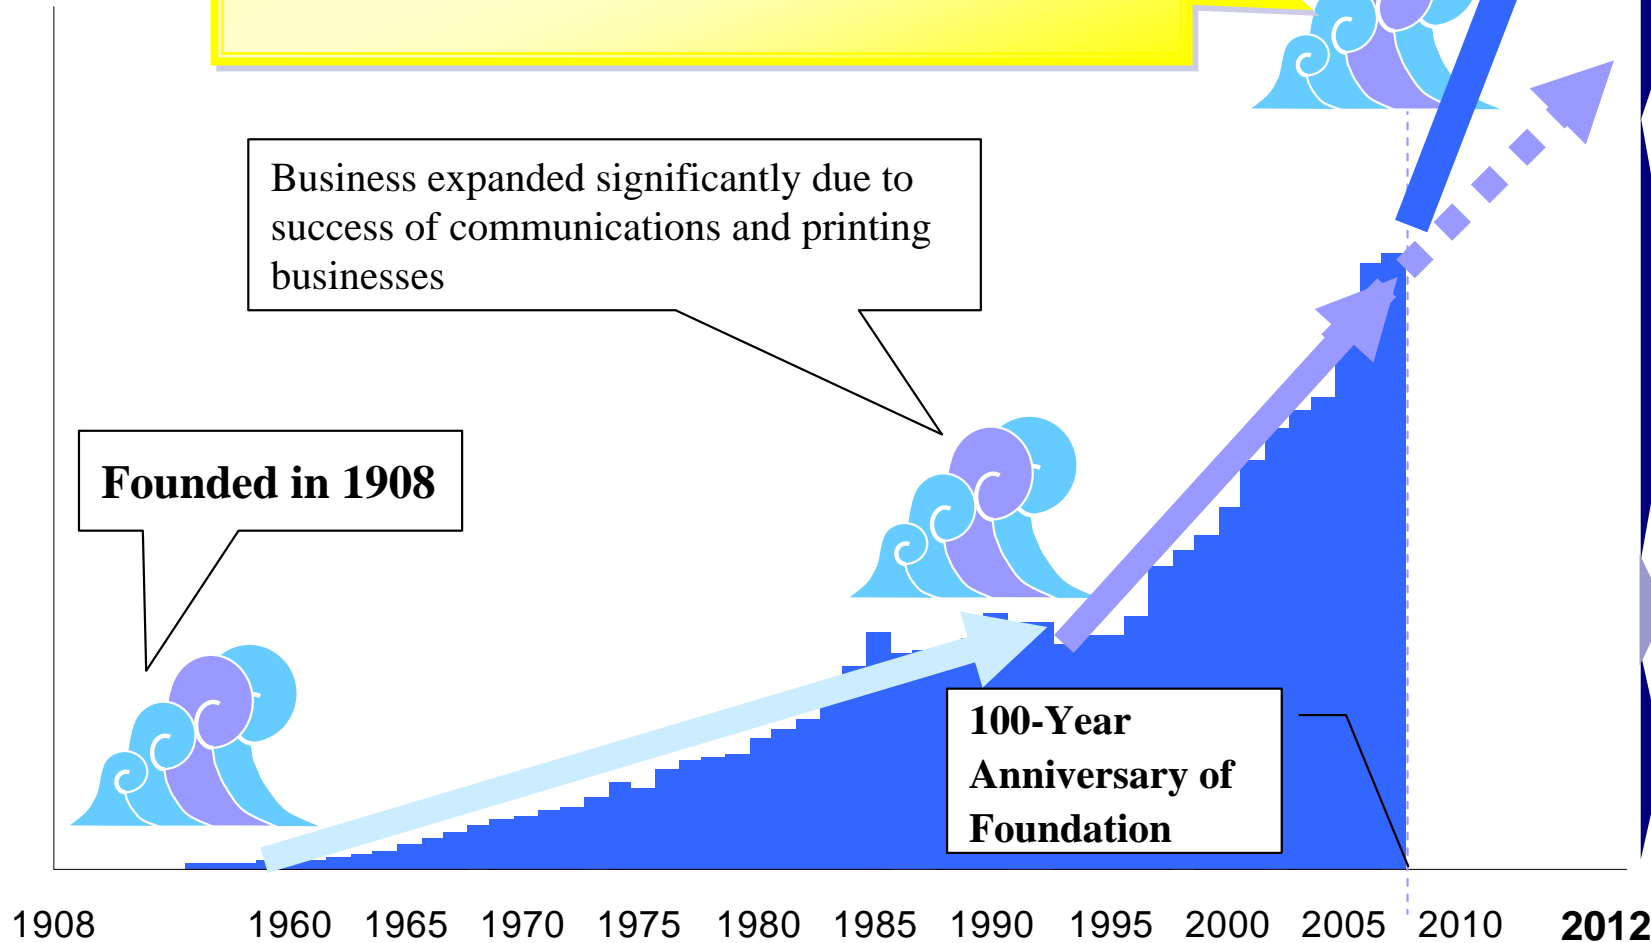 Business expanded significantly due to
success of communications and printing
businesses
Founded in 1908
100-Year
Anniversary of
Foundation
1908 1960 1965 1970 1975 1980 1985 1990 1995 2000 2005 2010 2012